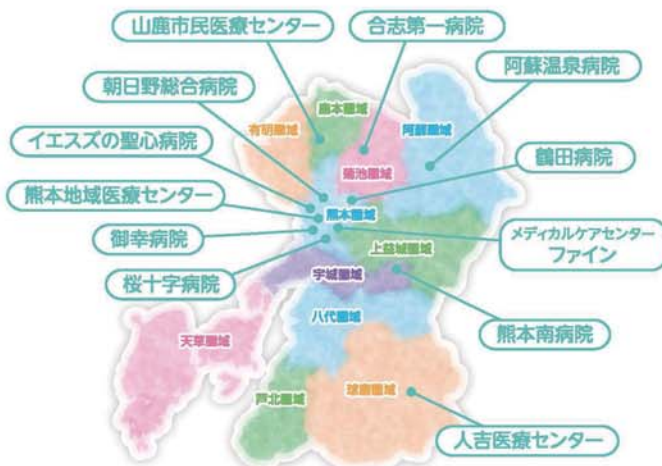 山鹿市民医療センター
合志第一病院
朝日野総合病院
阿蘇温泉病院
イエズスの聖心病院
鶴田病院
熊本地域医療センター
御幸病院
メディカルケアセンター
ファイン
桜十字病院
熊本南病院
人吉医療センター
有明圏域
鹿本圏域
菊池圏域
阿蘇圏域
熊本圏域
上益城圏域
宇城圏域
八代圏域
天草圏域
芦北圏域
球磨圏域